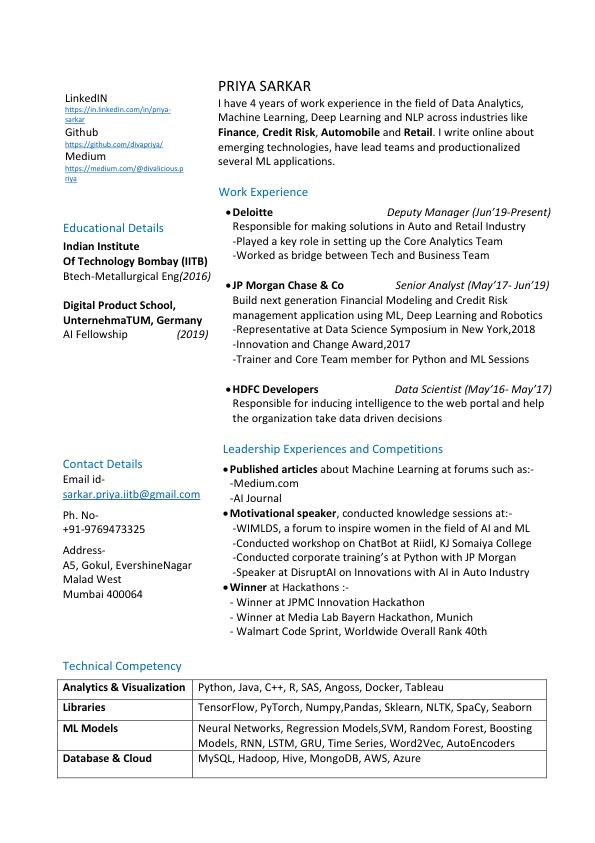 LinkedIN
https://in.linkedin.com/in/priya-
sarkar
Github
https://github.com/divapriya/
Medium
https://medium.com/@divalicious.p
riya
Educational Details
Indian Institute
Of Technology Bombay (IITB)
Btech-Metallurgical Eng(2016)
Digital Product School,
UnternehmaTUM, Germany
AI Fellowship (2019)
Contact Details
Email id-
sarkar.priya.iitb@gmail.com
Ph. No-
+91-9769473325
Address-
A5, Gokul, EvershineNagar
Malad West
Mumbai 400064
PRIYA SARKAR
I have 4 years of work experience in the field of Data Analytics,
Machine Learning, Deep Learning and NLP across industries like
Finance, Credit Risk, Automobile and Retail. I write online about
emerging technologies, have lead teams and productionalized
several ML applications.
Work Experience
•Deloitte Deputy Manager (Jun’19-Present)
Responsible for making solutions in Auto and Retail Industry
-Played a key role in setting up the Core Analytics Team
-Worked as bridge between Tech and Business Team
•JP Morgan Chase & Co Senior Analyst (May’17- Jun’19)
Build next generation Financial Modeling and Credit Risk
management application using ML, Deep Learning and Robotics
-Representative at Data Science Symposium in New York,2018
-Innovation and Change Award,2017
-Trainer and Core Team member for Python and ML Sessions
•HDFC Developers Data Scientist (May’16- May’17)
Responsible for inducing intelligence to the web portal and help
the organization take data driven decisions
Leadership Experiences and Competitions
•Published articles about Machine Learning at forums such as:-
-Medium.com
-AI Journal
•Motivational speaker, conducted knowledge sessions at:-
-WIMLDS, a forum to inspire women in the field of AI and ML
-Conducted workshop on ChatBot at Riidl, KJ Somaiya College
-Conducted corporate training’s at Python with JP Morgan
-Speaker at DisruptAI on Innovations with AI in Auto Industry
•Winner at Hackathons :-
- Winner at JPMC Innovation Hackathon
- Winner at Media Lab Bayern Hackathon, Munich
- Walmart Code Sprint, Worldwide Overall Rank 40th
Technical Competency
Analytics & Visualization Python, Java, C++, R, SAS, Angoss, Docker, Tableau
Libraries TensorFlow, PyTorch, Numpy,Pandas, Sklearn, NLTK, SpaCy, Seaborn
ML Models Neural Networks, Regression Models,SVM, Random Forest, Boosting
Models, RNN, LSTM, GRU, Time Series, Word2Vec, AutoEncoders
Database & Cloud MySQL, Hadoop, Hive, MongoDB, AWS, Azure